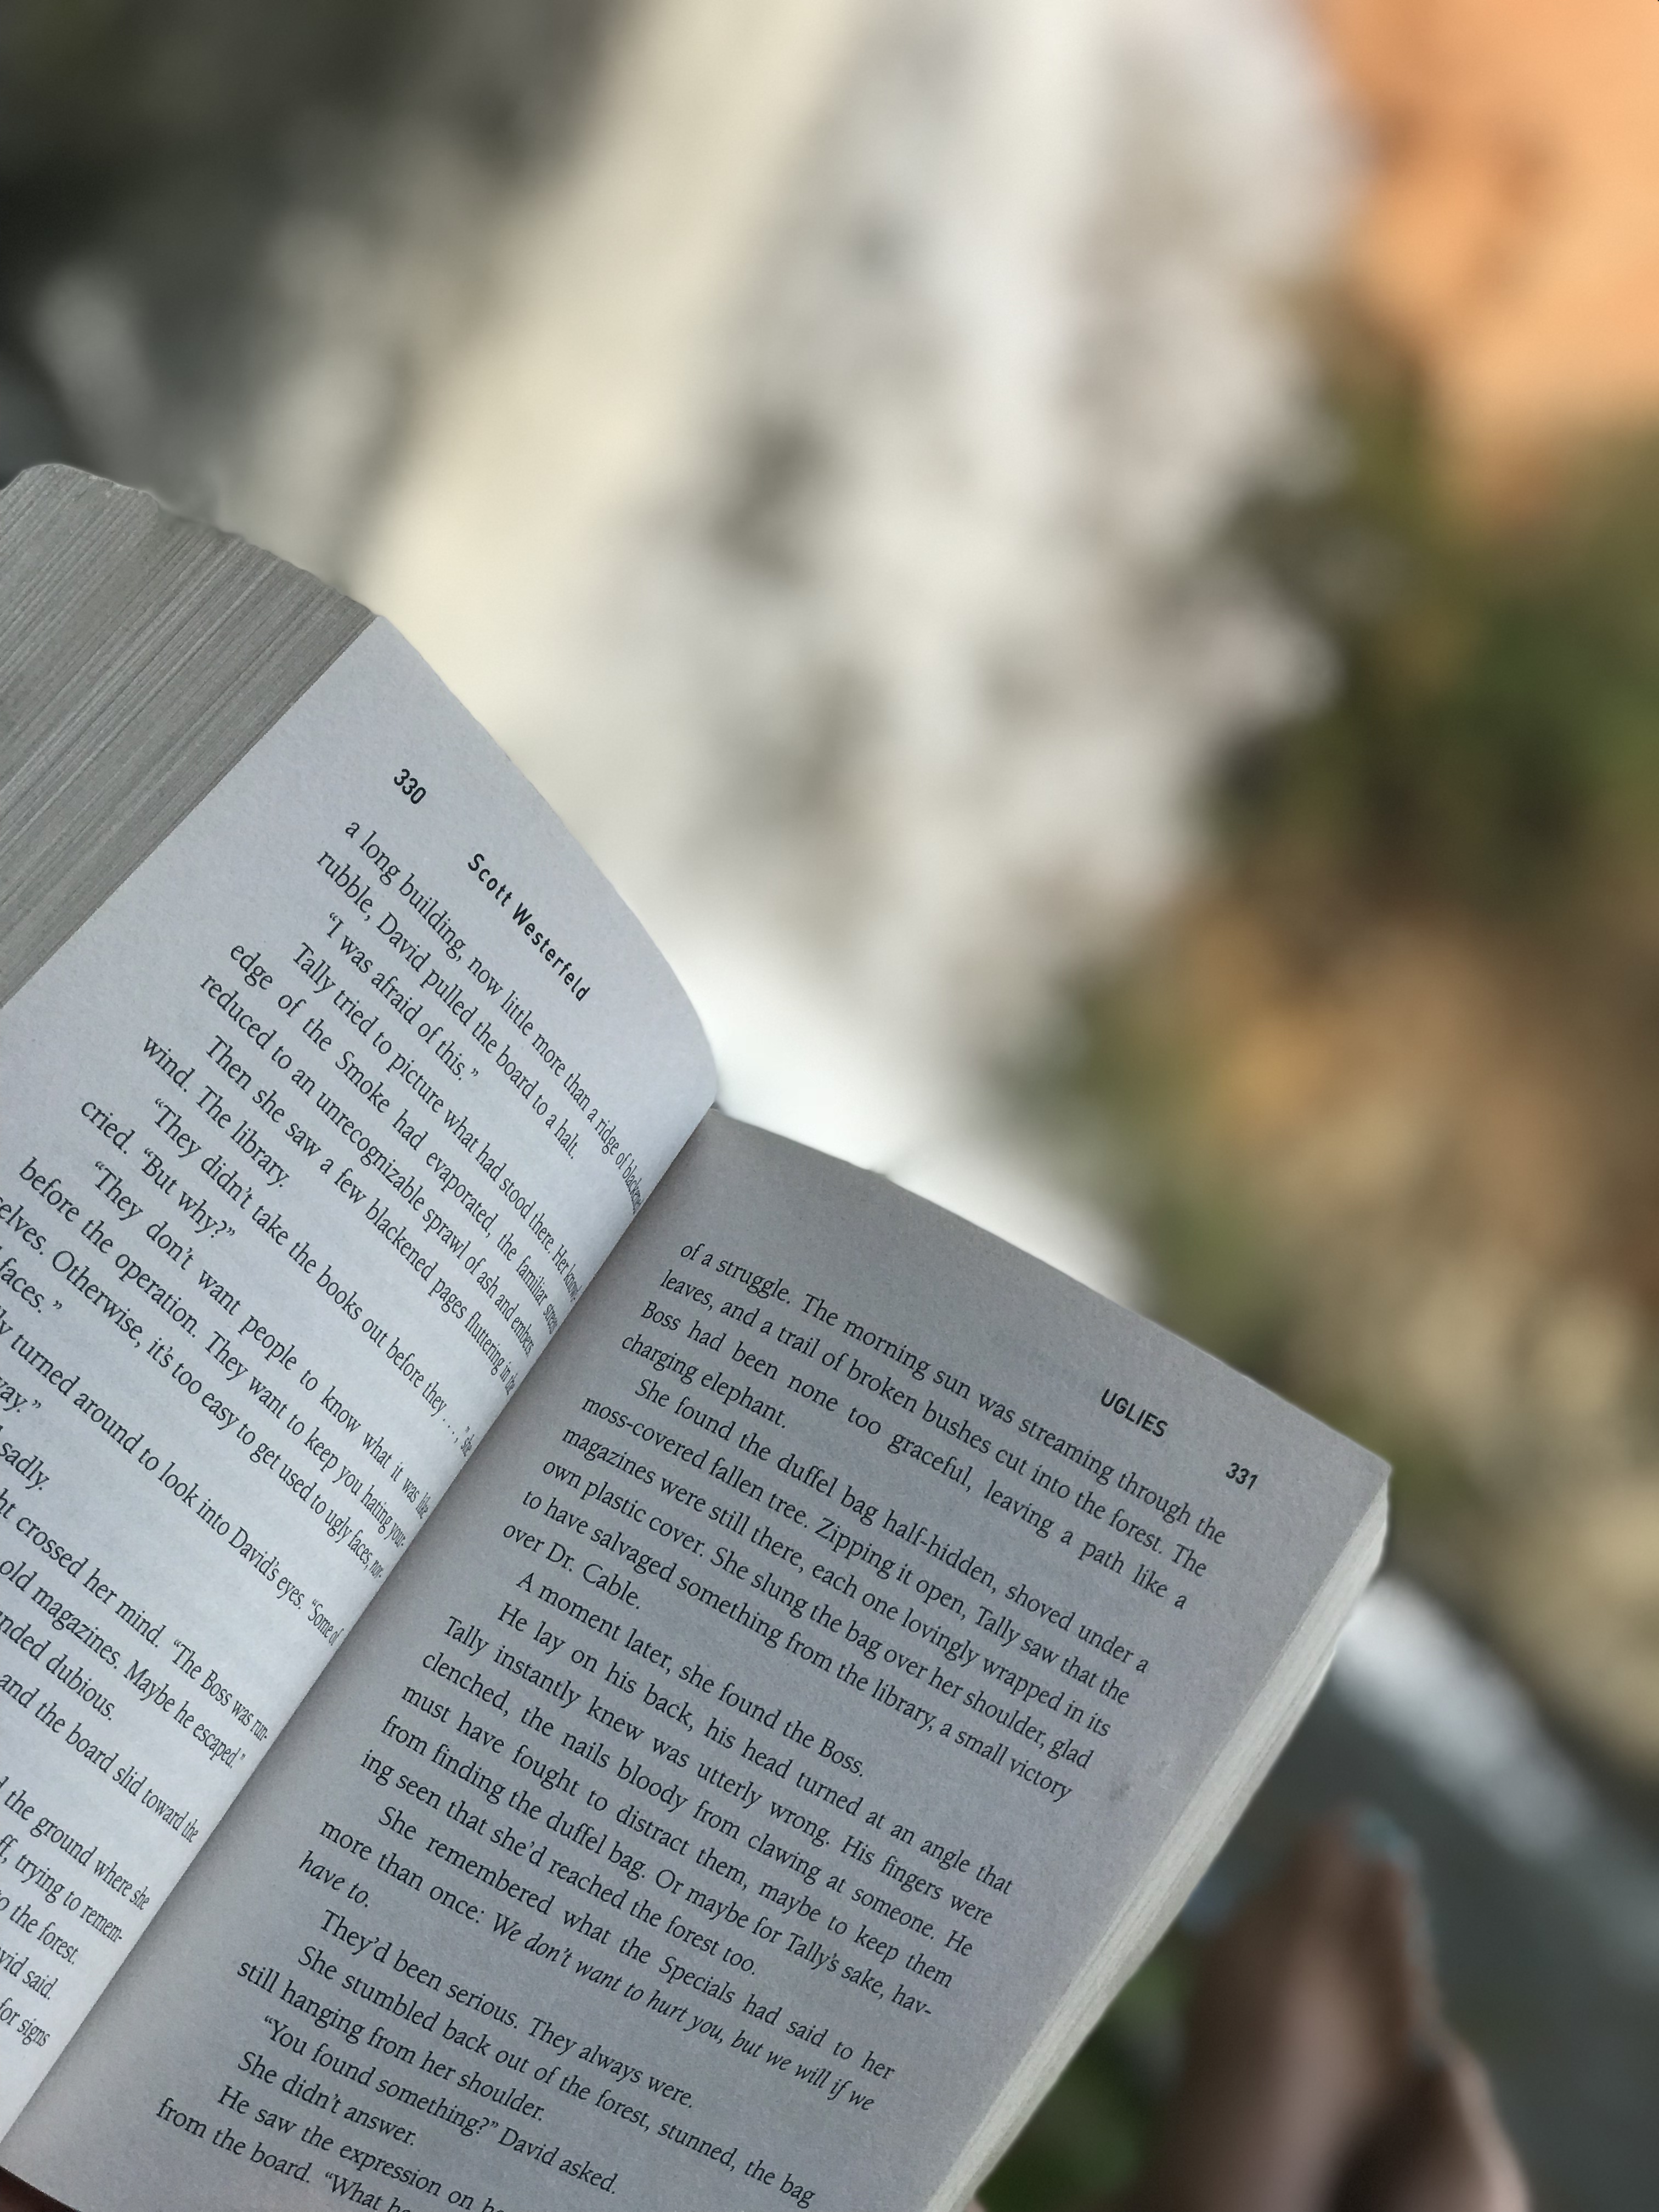 330
Scott Westerfeld
a long building, now little more than a ridge of blackened
rubble, David pulled the board to a halt.
“I was afraid of this.”
Tally tried to picture what had stood there. Her
edge of the Smoke had evaporated, the familiar
reduced to an unrecognizable sprawl of ash and embers
Then she saw a few blackened pages fluttering in the
wind. The library.
“They didn’t take the books out before they . . . ,” she
cried. “But why?”
“They don’t want people to know what it was like
before the operation. They want to keep you hating your-
elves. Otherwise, it’s too easy to get used to ugly faces, nor-
faces.”
ly turned around to look into David’s eyes. “Some of
way.”
sadly.
ht crossed her mind. “The Boss was run-
old magazines. Maybe he escaped.”
nded dubious.
and the board slid toward the
the ground where she
ff, trying to remem-
o the forest.
vid said.
for signs
UGLIES
331
of a struggle. The morning sun was streaming through the
leaves, and a trail of broken bushes cut into the forest. The
Boss had been none too graceful, leaving a path like a
charging elephant.
She found the duffel bag half-hidden, shoved under a
moss-covered fallen tree. Zipping it open, Tally saw that the
magazines were still there, each one lovingly wrapped in its
own plastic cover. She slung the bag over her shoulder, glad
to have salvaged something from the library, a small victory
over Dr. Cable.
A moment later, she found the Boss.
He lay on his back, his head turned at an angle that
Tally instantly knew was utterly wrong. His fingers were
clenched, the nails bloody from clawing at someone. He
must have fought to distract them, maybe to keep them
from finding the duffel bag. Or maybe for Tally’s sake, hav-
ing seen that she’d reached the forest too.
She remembered what the Specials had said to her
more than once: We don’t want to hurt you, but we will if we
have to.
They’d been serious. They always were.
She stumbled back out of the forest, stunned, the bag
still hanging from her shoulder.
“You found something?” David asked.
She didn’t answer.
He saw the expression on
from the board. “What